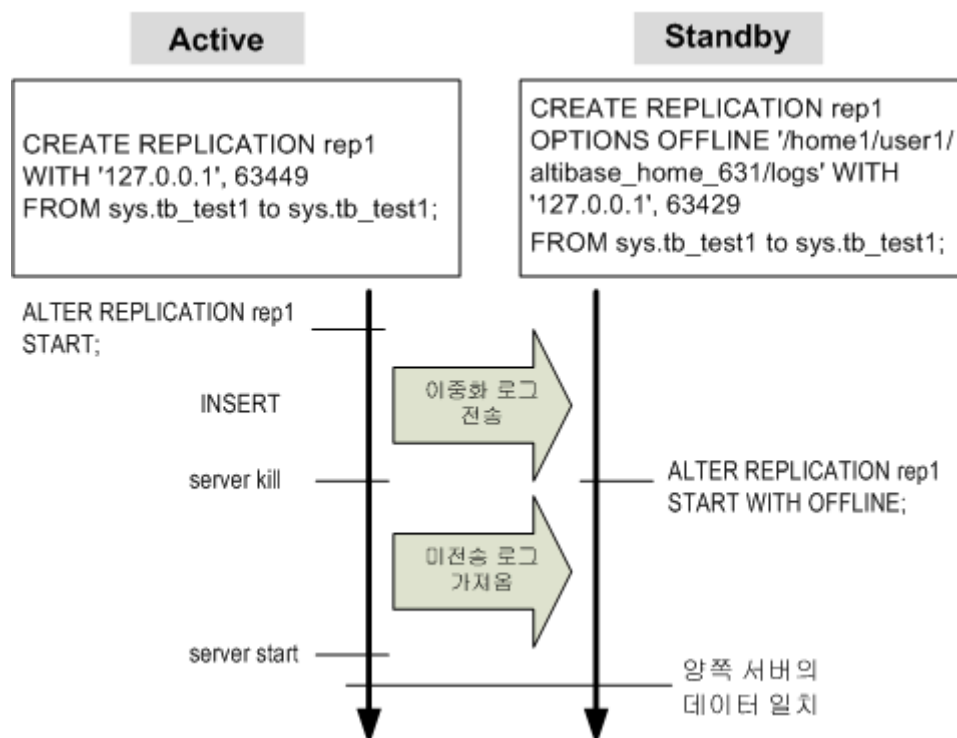 Active
Standby
CREATE REPLICATION rep1
WITH '127.0.0.1', 63449
FROM sys.tb_test1 to sys.tb_test1;
CREATE REPLICATION rep1
OPTIONS OFFLINE '/home1/user1/
altibase_home_631/logs' WITH
'127.0.0.1', 63429
FROM sys.tb_test1 to sys.tb_test1;
ALTER REPLICATION rep1
START;
이중화 로그
전송
INSERT
server kill
ALTER REPLICATION rep1
START WITH OFFLINE;
미전송 로그
가져옴
server start
양쪽 서버의
데이터 일치